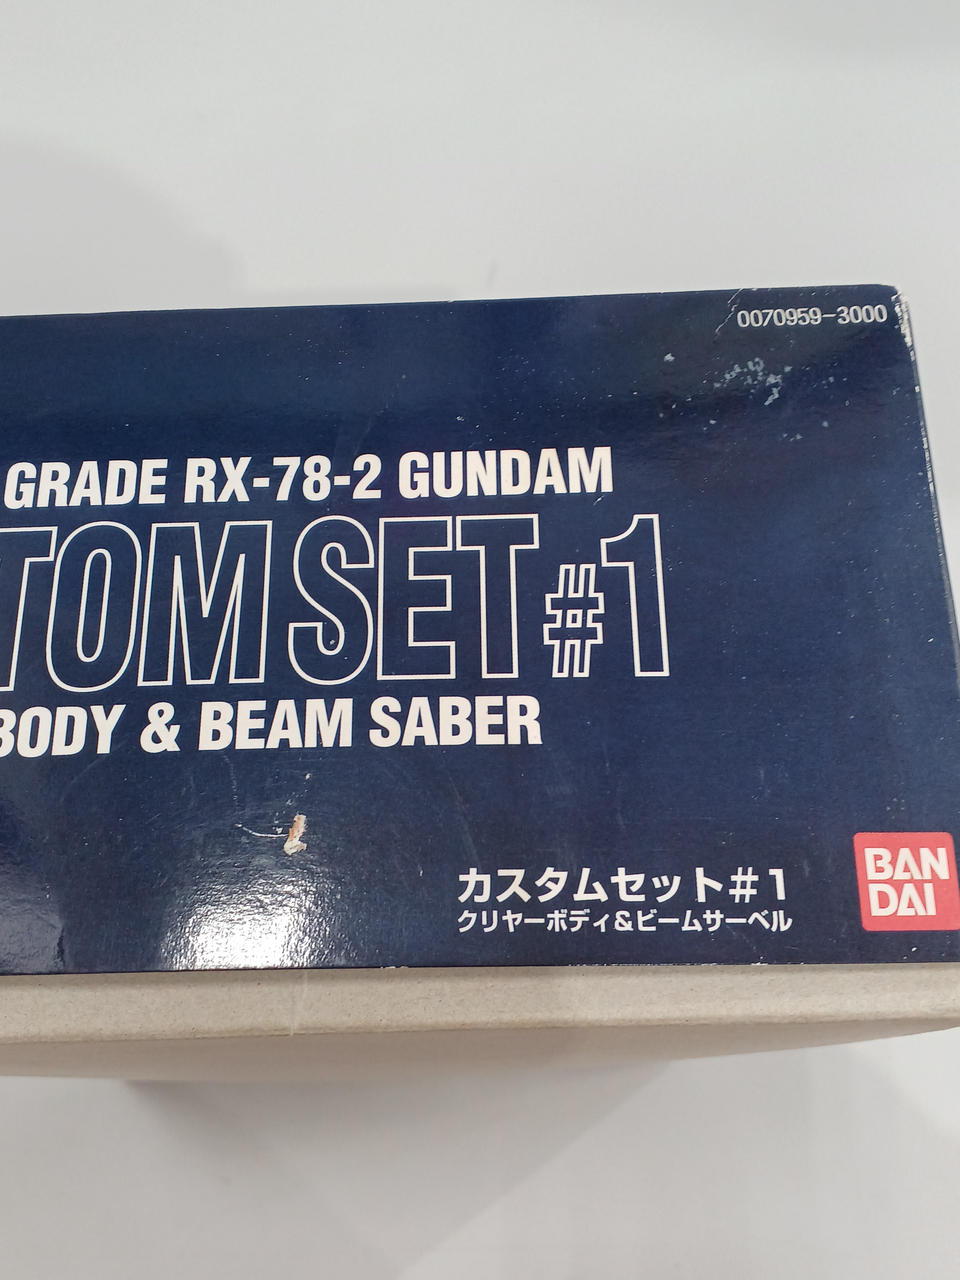 0070959-3000
GRADE RX-78-2 GUNDAM
TOM SET #1
BODY & BEAM SABER
カスタムセット#1
クリヤーボディ&ビームサーベル
BAN
DAI